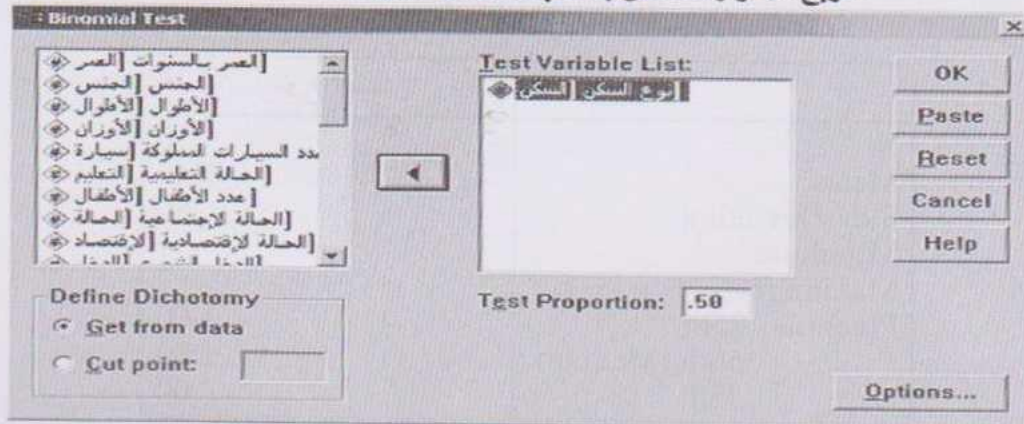 : Binomial Test
العمر بالسنوات [العمر]
الجنس [الجنس]
الأطوال [الأطوال]
الأوزان [الأوزان]
عدد السيارات المملوكة [سيارة]
الحالة التعليمية [التعليم]
عدد الأطفال [الأطفال]
الحالة الإجتماعية [الحالة]
الحالة الإقتصادية [الإقتصاد]
Test Variable List:
نوع السكن [السكن]
OK
Paste
Reset
Cancel
Help
Define Dichotomy
Get from data
Cut point:
Test Proportion: .50
Options...